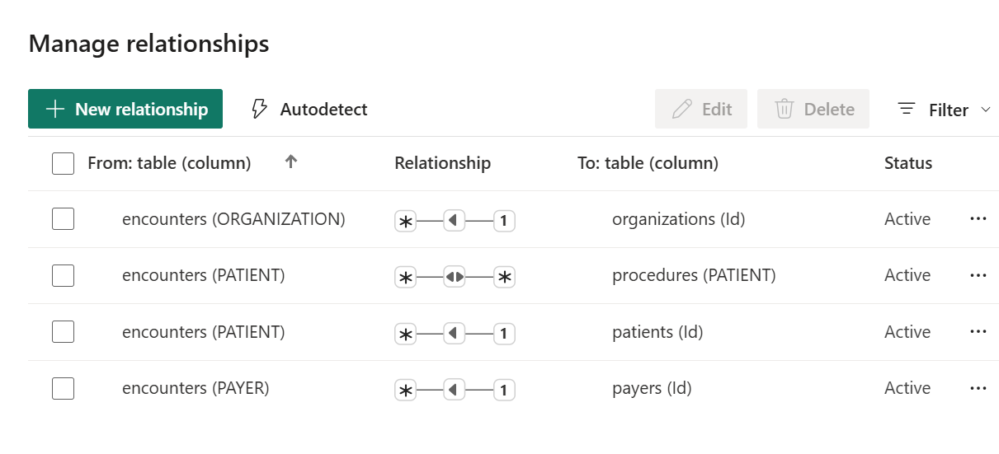 Manage relationships
New relationship Autodetect Edit Delete Filter
From: table (column) Relationship To: table (column) Status
encounters (ORGANIZATION) * 1 organizations (Id) Active ...
encounters (PATIENT) * * procedures (PATIENT) Active ...
encounters (PATIENT) * 1 patients (Id) Active ...
encounters (PAYER) * 1 payers (Id) Active ...